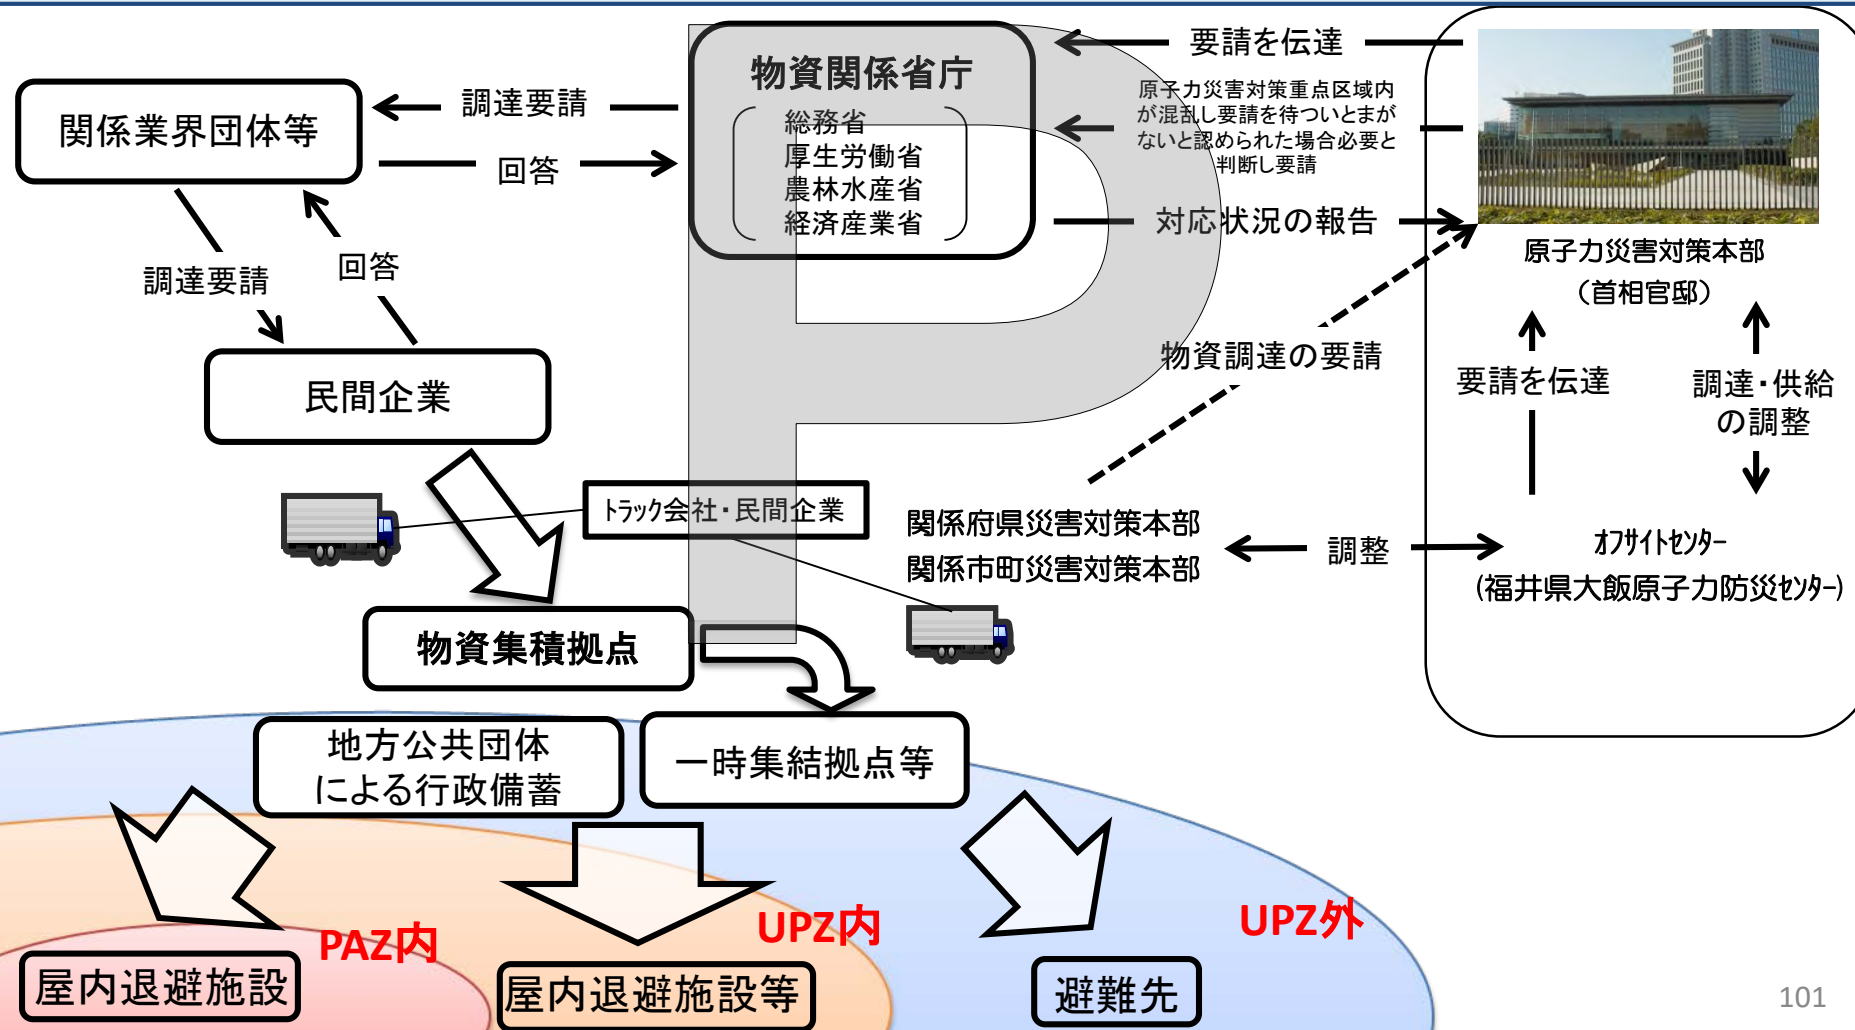 物資関係省庁
総務省
厚生労働省
農林水産省
経済産業省
関係業界団体等
調達要請
回答
要請を伝達
原子力災害対策重点区域内
が混乱し要請を待ついとまが
ないと認められた場合必要と
判断し要請
対応状況の報告
原子力災害対策本部
（首相官邸）
調達要請
回答
民間企業
物資調達の要請
要請を伝達
調達・供給
の調整
トラック会社・民間企業
関係府県災害対策本部
関係市町災害対策本部
調整
オフサイトセンター
(福井県大飯原子力防災センター)
物資集積拠点
地方公共団体
による行政備蓄
一時集結拠点等
PAZ内
UPZ内
UPZ外
屋内退避施設
屋内退避施設等
避難先
101
P